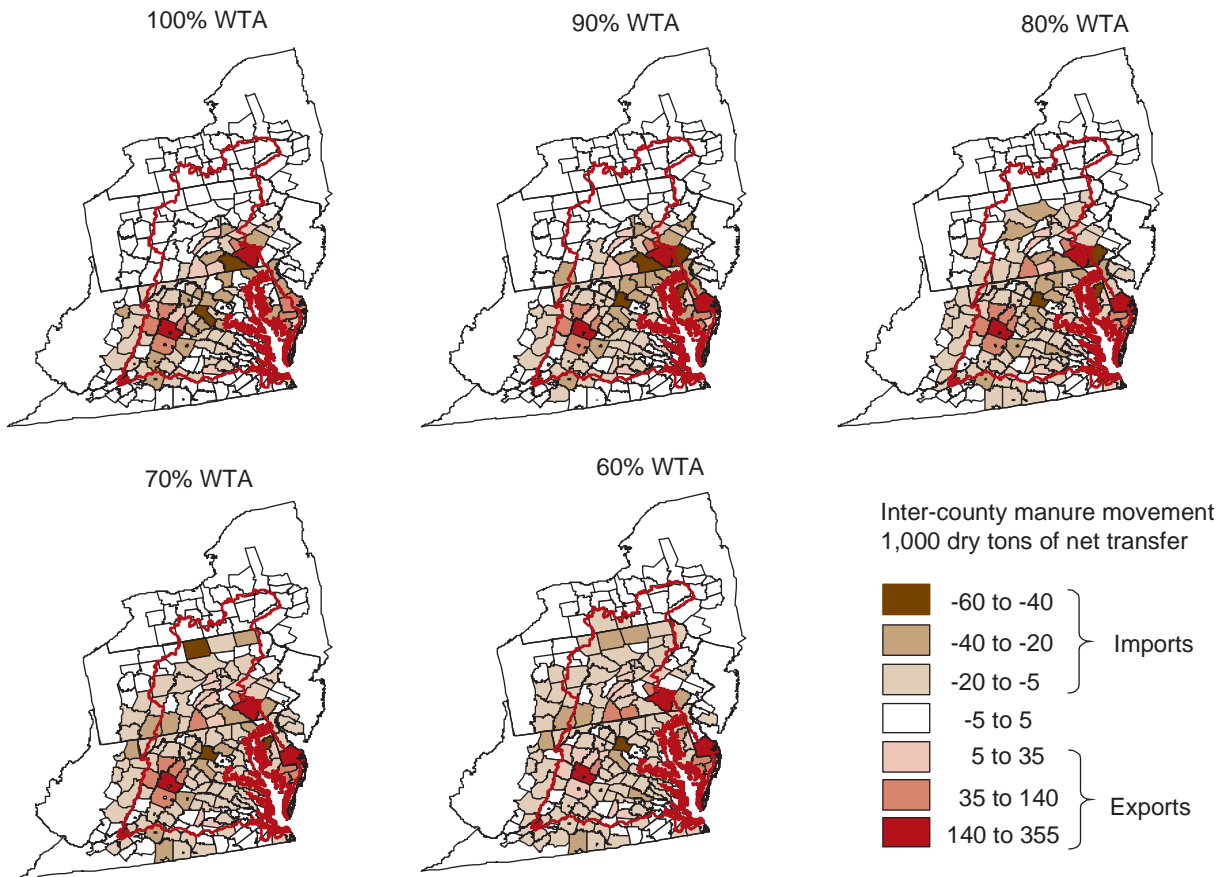 100% WTA
90% WTA
80% WTA
70% WTA
60% WTA
Inter-county manure movement
1,000 dry tons of net transfer
-60 to -40
-40 to -20
Imports
-20 to -5
-5 to 5
5 to 35
35 to 140
Exports
140 to 355